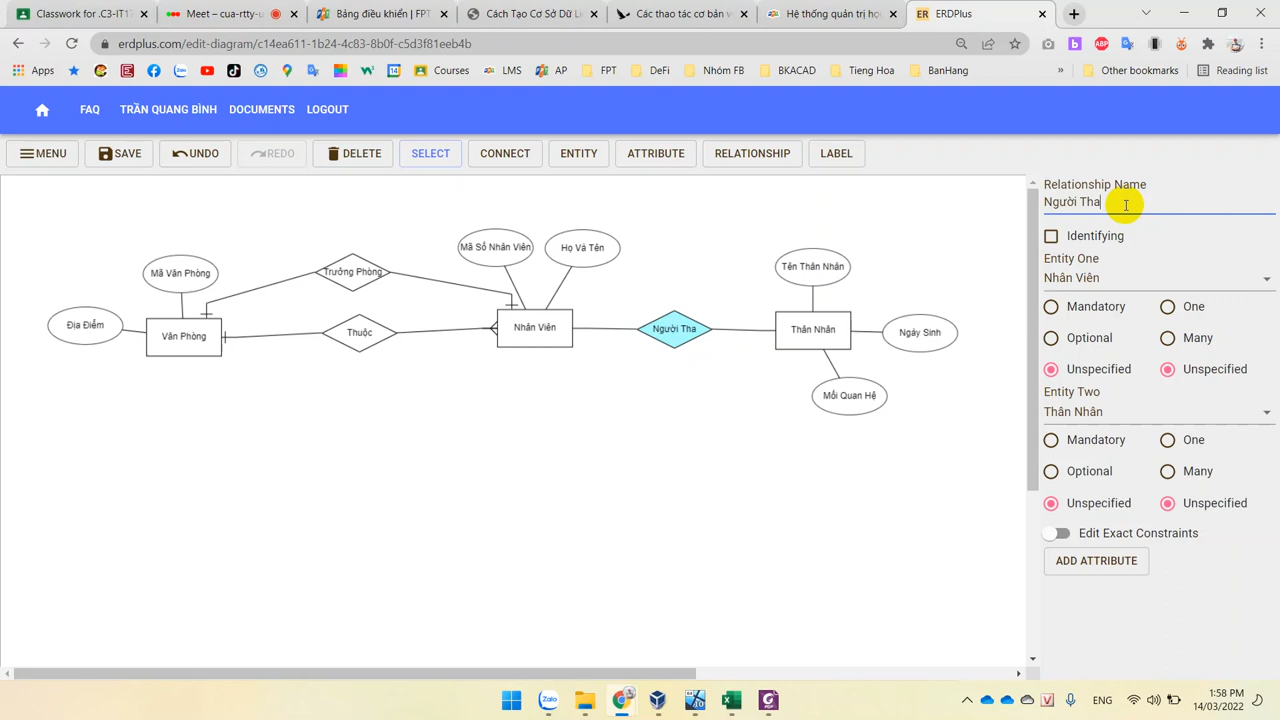 Classwork for .C3-IT17
Meet – cua-rtty-u
Bảng điều khiển | FPT
Cách Tạo Cơ Sở Dữ Li
Các thao tác cơ bản v
Hệ thống quản trị họ
ERDPlus
erdplus.com/edit-diagram/c14ea611-1b24-4c83-8b0f-c5d3f81eeb4b
Apps
14
Courses
LMS
AP
FPT
DeFi
Nhóm FB
BKACAD
Tieng Hoa
BanHang
»
Other bookmarks
Reading list
FAQ
TRẦN QUANG BÌNH
DOCUMENTS
LOGOUT
MENU
SAVE
UNDO
REDO
DELETE
SELECT
CONNECT
ENTITY
ATTRIBUTE
RELATIONSHIP
LABEL
Mã Văn Phòng
Địa Điểm
Văn Phòng
Trưởng Phòng
Thuộc
Mã Số Nhân Viên
Họ Và Tên
Nhân Viên
Người Tha
Tên Thân Nhân
Thân Nhân
Ngày Sinh
Mối Quan Hệ
Relationship Name
Người Tha
Identifying
Entity One
Nhân Viên
Mandatory
One
Optional
Many
Unspecified
Unspecified
Entity Two
Thân Nhân
Mandatory
One
Optional
Many
Unspecified
Unspecified
Edit Exact Constraints
ADD ATTRIBUTE
Zalo
ENG
1:58 PM
14/03/2022